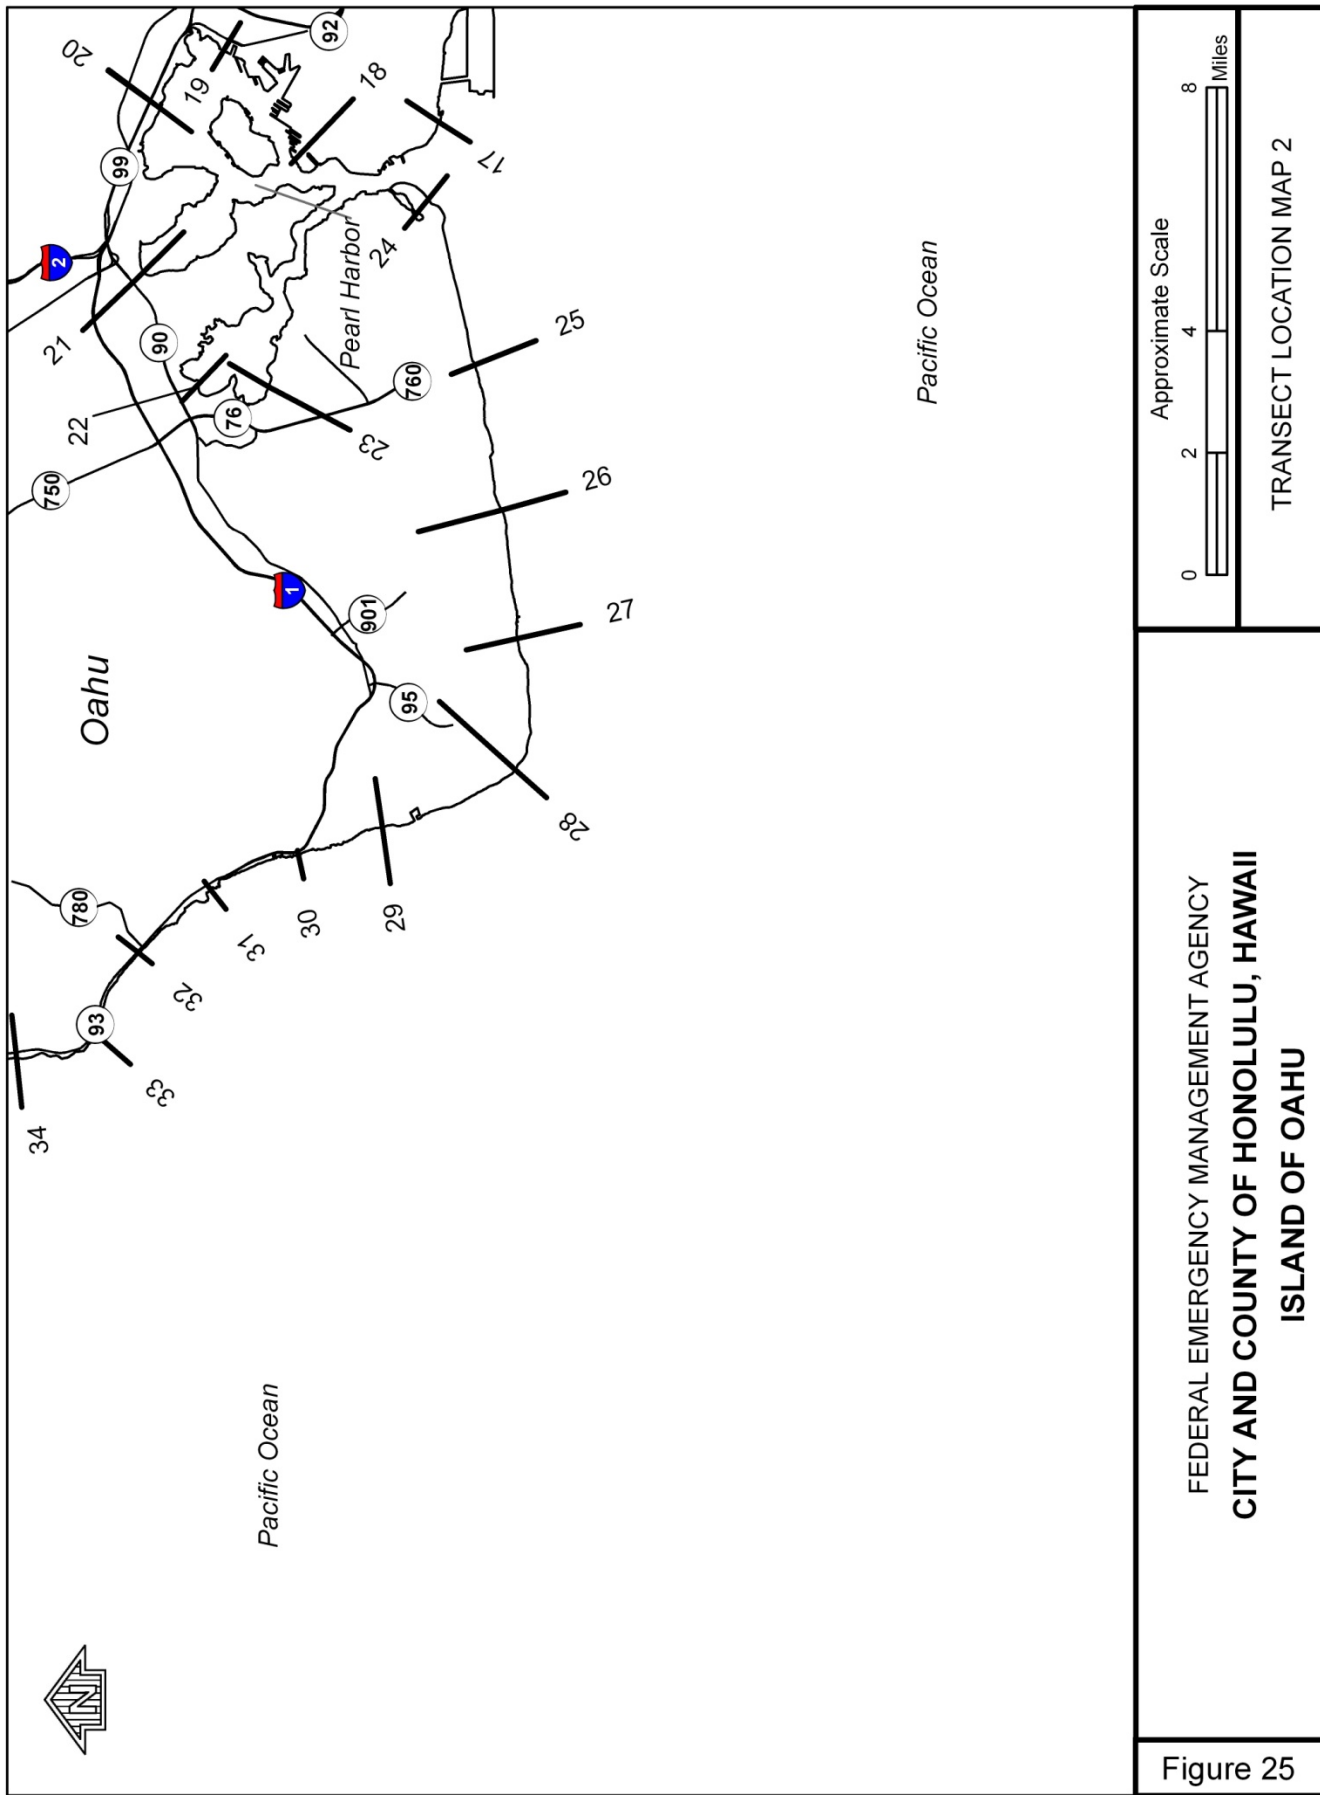 34
33
93
32
780
31
30
29
28
Oahu
95
901
1
27
26
750
22
76
23
760
25
21
90
2
Pearl Harbor
24
99
20
19
18
17
92
Pacific Ocean
Pacific Ocean
N
Figure 25
FEDERAL EMERGENCY MANAGEMENT AGENCY
CITY AND COUNTY OF HONOLULU, HAWAII
ISLAND OF OAHU
Approximate Scale
0 2 4 8
Miles
TRANSECT LOCATION MAP 2